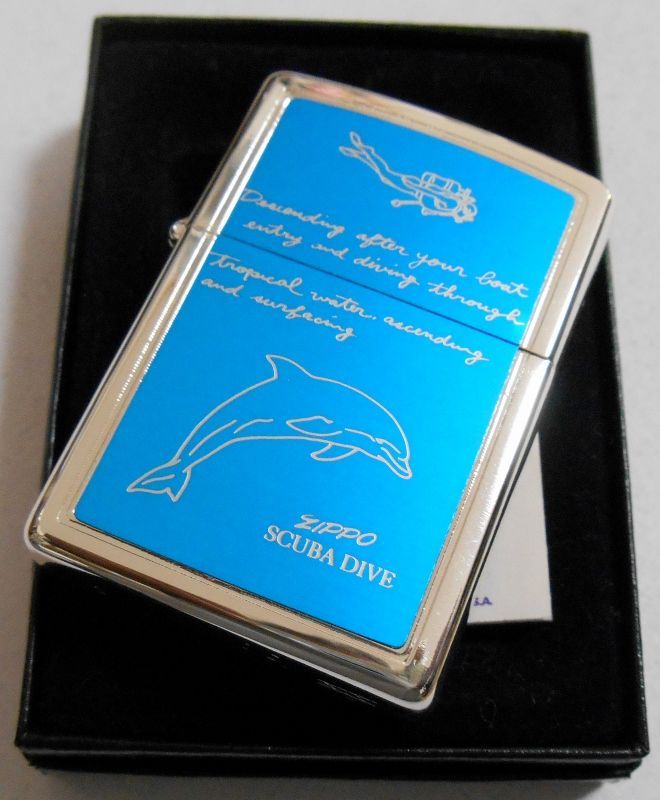 Descending after your boat
entry and diving through
tropical water, ascending
and surfacing
ZIPPO
SCUBA DIVE
S.A.